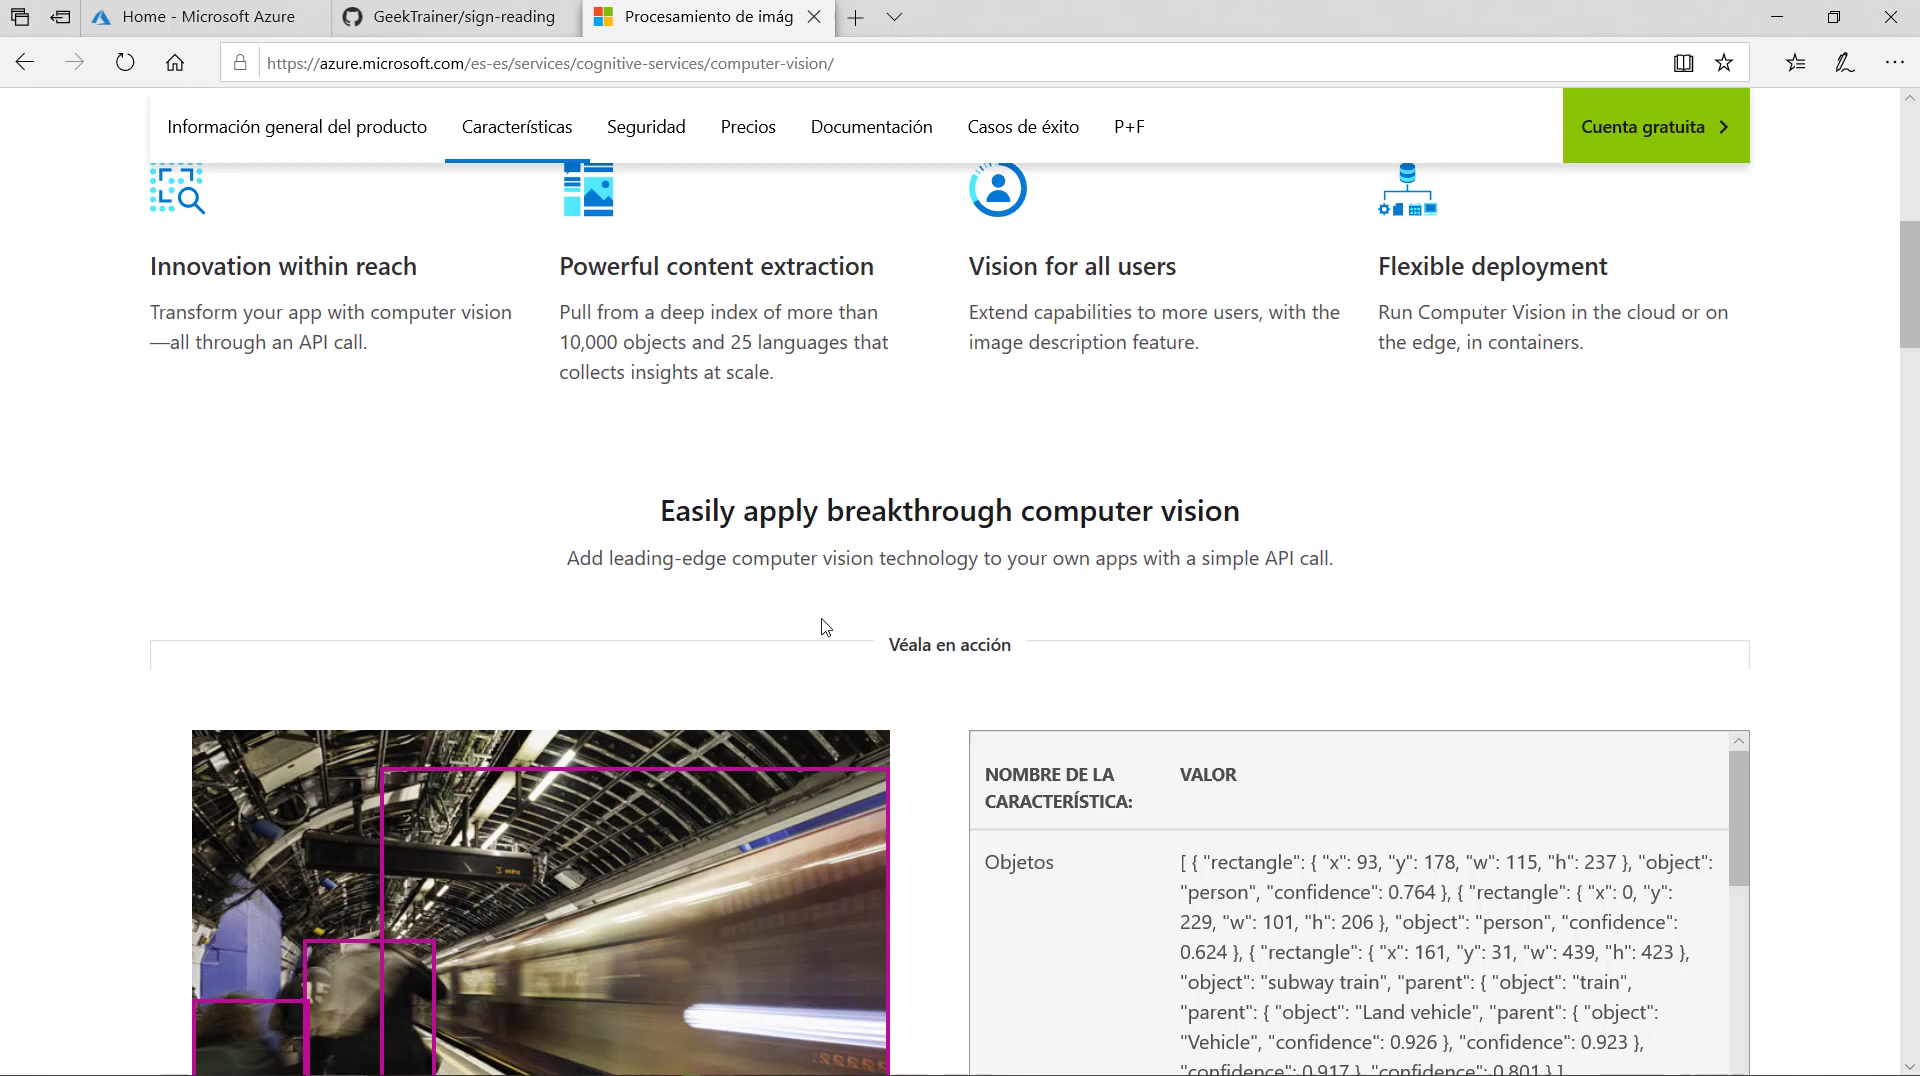 Home - Microsoft Azure
GeekTrainer/sign-reading
Procesamiento de imág
https://azure.microsoft.com/es-es/services/cognitive-services/computer-vision/
Información general del producto
Características
Seguridad
Precios
Documentación
Casos de éxito
P+F
Cuenta gratuita
Innovation within reach
Transform your app with computer vision
—all through an API call.
Powerful content extraction
Pull from a deep index of more than
10,000 objects and 25 languages that
collects insights at scale.
Vision for all users
Extend capabilities to more users, with the
image description feature.
Flexible deployment
Run Computer Vision in the cloud or on
the edge, in containers.
Easily apply breakthrough computer vision
Add leading-edge computer vision technology to your own apps with a simple API call.
Véala en acción
3 mins
NOMBRE DE LA
CARACTERÍSTICA:
VALOR
Objetos
[ { "rectangle": { "x": 93, "y": 178, "w": 115, "h": 237 }, "object":
"person", "confidence": 0.764 }, { "rectangle": { "x": 0, "y":
229, "w": 101, "h": 206 }, "object": "person", "confidence":
0.624 }, { "rectangle": { "x": 161, "y": 31, "w": 439, "h": 423 },
"object": "subway train", "parent": { "object": "train",
"parent": { "object": "Land vehicle", "parent": { "object":
"Vehicle", "confidence": 0.926 }, "confidence": 0.923 },
"confidence": 0.917 }, "confidence": 0.801 } ]